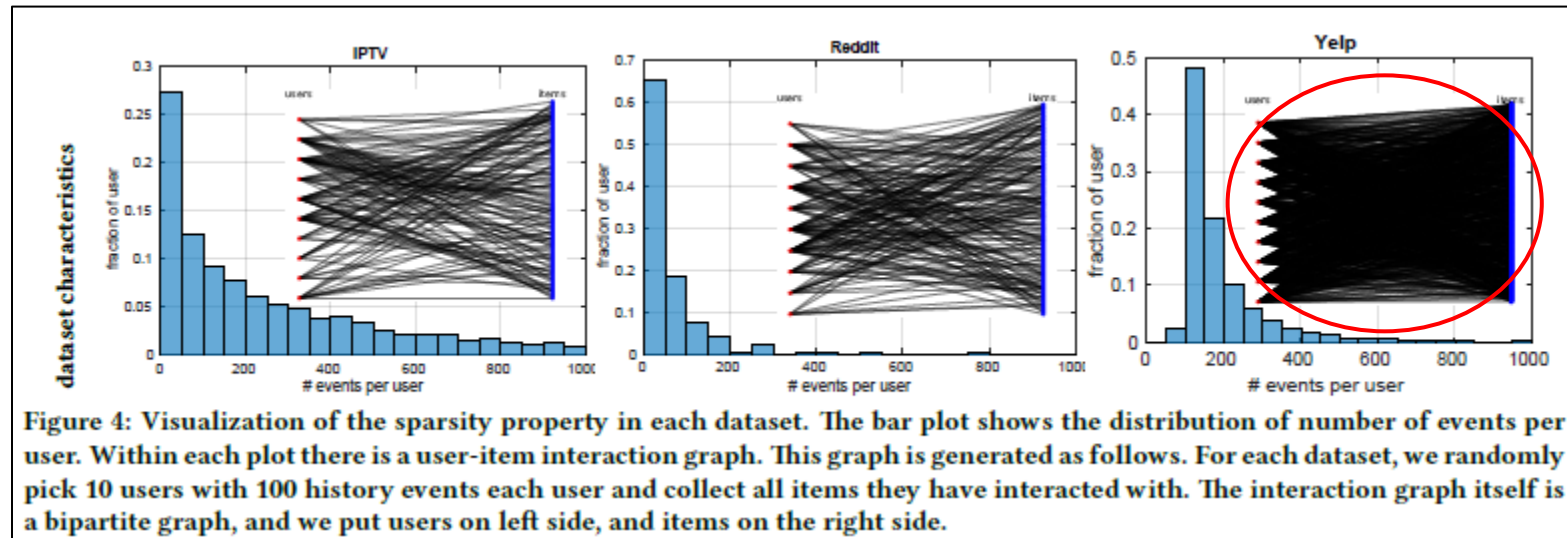 IPTV
0.3
0.25
0.2
0.15
0.1
0.05
0
fraction of user
users
items
0
200
400
600
800
# events per user
Reddit
0.7
0.6
0.5
0.4
0.3
0.2
0.1
0
fraction of user
users
items
0
200
400
600
800
1000
# events per user
Yelp
0.5
0.4
0.3
0.2
0.1
0
fraction of user
users
items
0
200
400
600
800
1000
# events per user
dataset characteristics
Figure 4: Visualization of the sparsity property in each dataset. The bar plot shows the distribution of number of events per
user. Within each plot there is a user-item interaction graph. This graph is generated as follows. For each dataset, we randomly
pick 10 users with 100 history events each user and collect all items they have interacted with. The interaction graph itself is
a bipartite graph, and we put users on left side, and items on the right side.